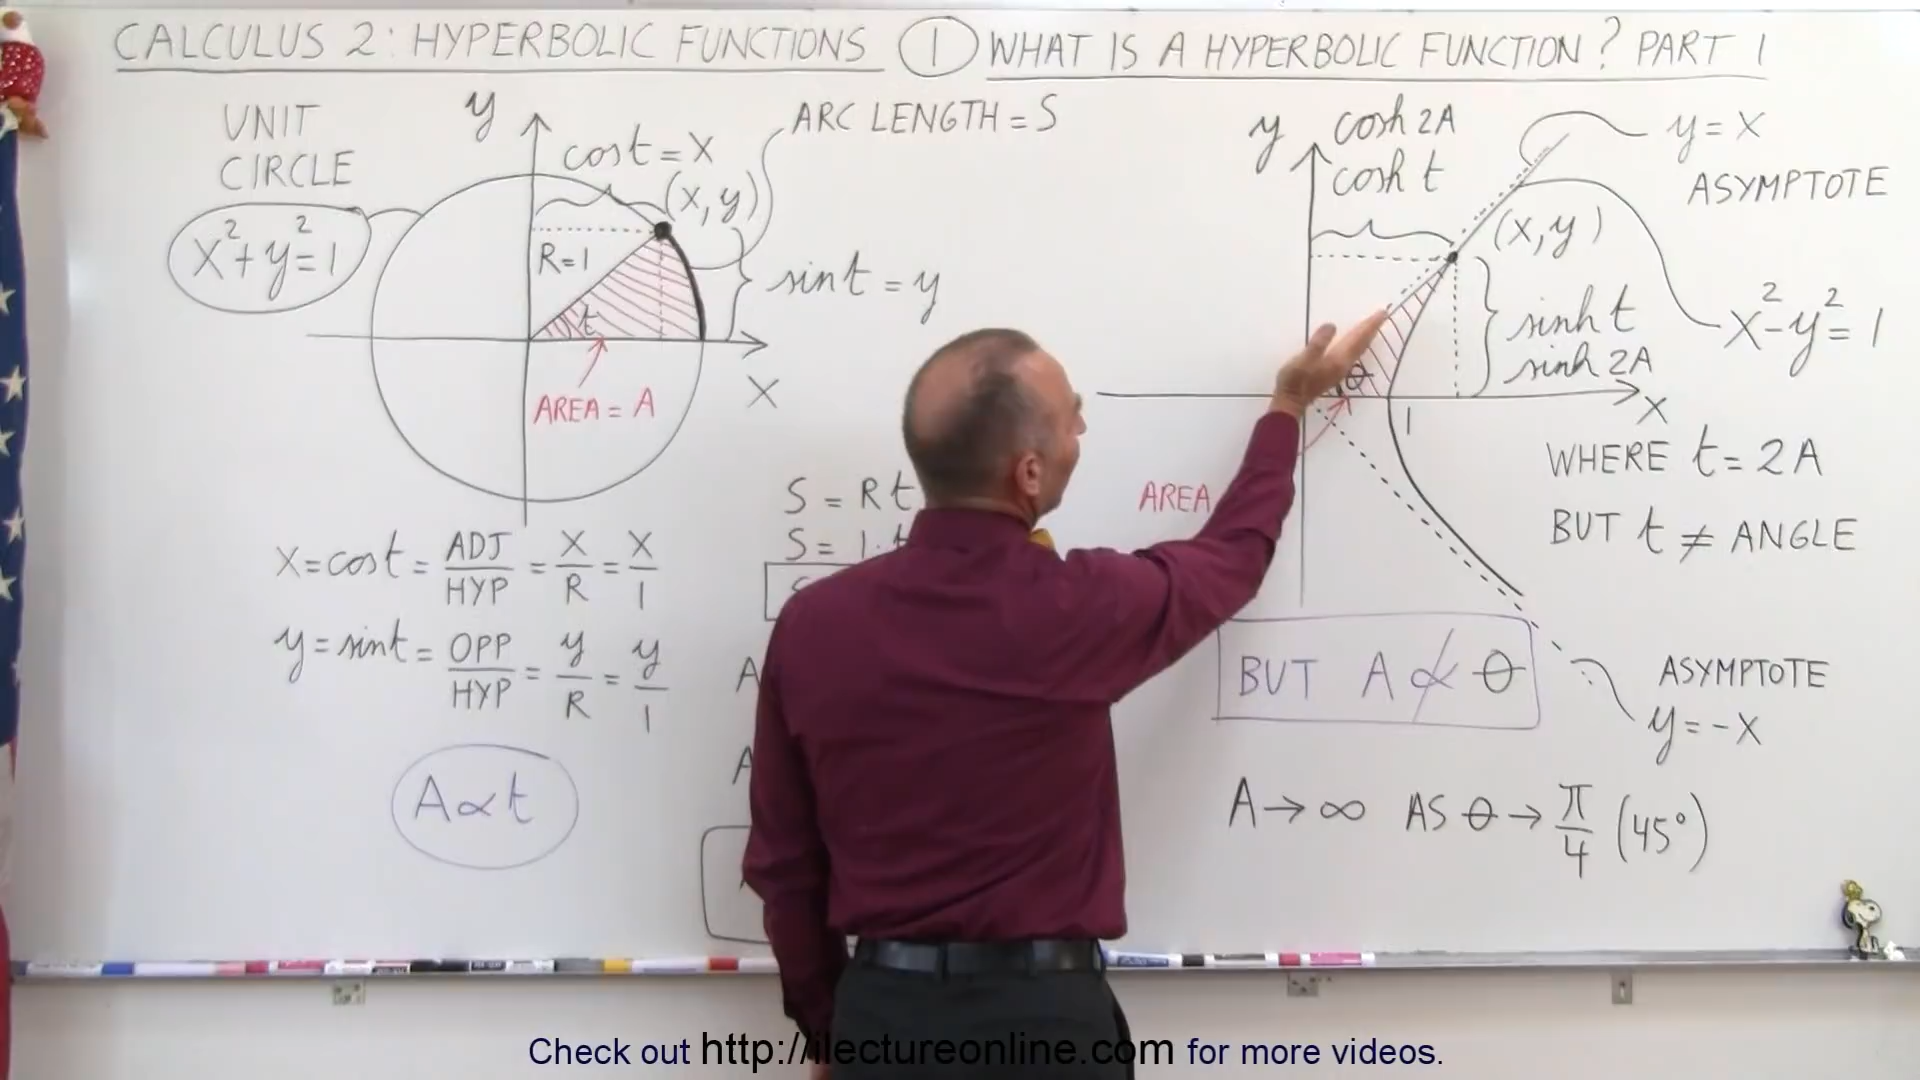 CALCULUS 2: HYPERBOLIC FUNCTIONS ① WHAT IS A HYPERBOLIC FUNCTION? PART 1
UNIT
CIRCLE
x²+y²=1
y
cos t = x
(x, y)
ARC LENGTH = S
R=1
t
sin t = y
AREA = A
x
x = cos t = ADJ/HYP = x/R = x/1
y = sin t = OPP/HYP = y/R = y/1
A ∝ t
S = R t
S = 1 · t
A
A
y
cosh 2A
cosh t
y = x
ASYMPTOTE
(x, y)
x²-y²=1
sinh t
sinh 2A
θ
x
1
AREA
WHERE t = 2A
BUT t ≠ ANGLE
BUT A ∝̸ θ
ASYMPTOTE
y = -x
A → ∞ AS θ → π/4 (45°)
Check out http://ilectureonline.com for more videos.